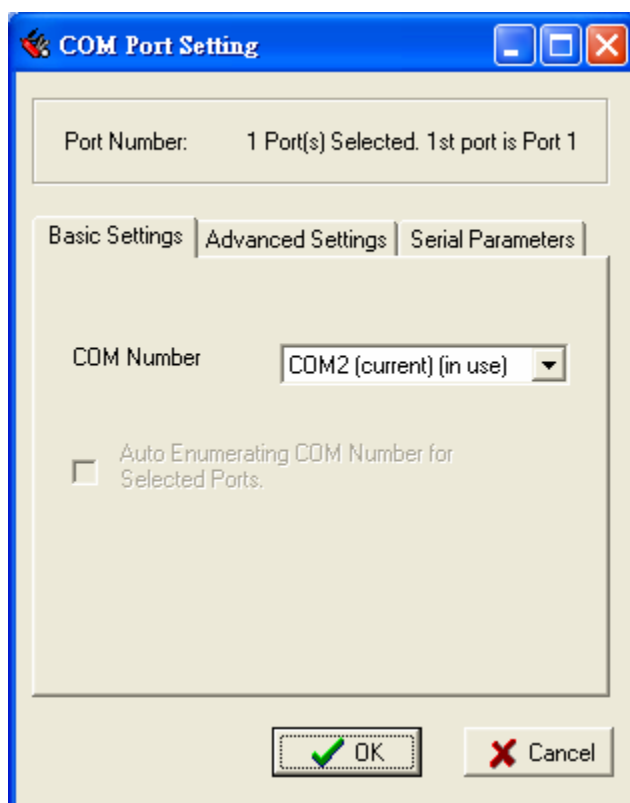 COM Port Setting
Port Number: 1 Port(s) Selected. 1st port is Port 1
Basic Settings Advanced Settings Serial Parameters
COM Number COM2 (current) (in use)
Auto Enumerating COM Number for
Selected Ports.
OK Cancel